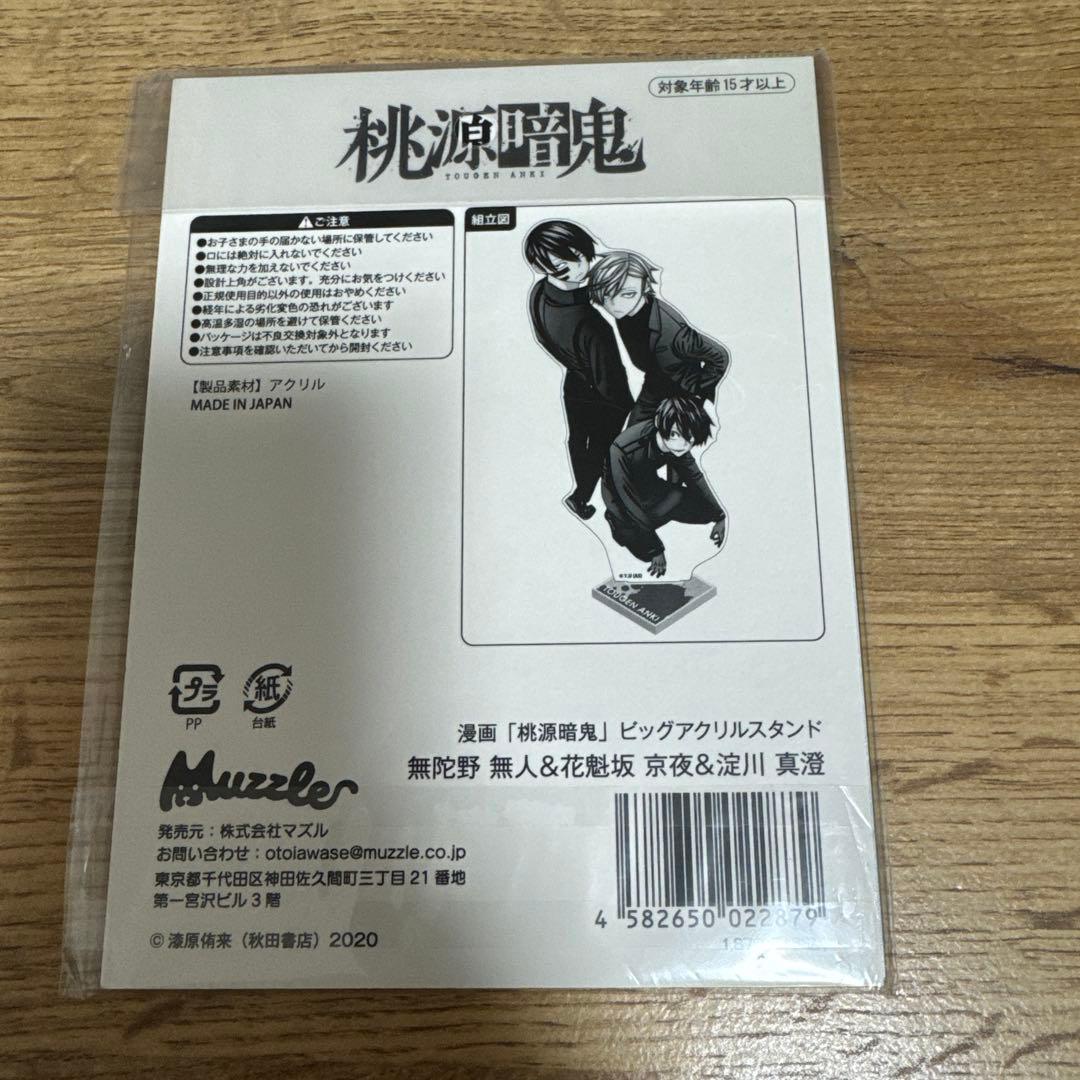 対象年齢15才以上
桃源暗鬼
TOUGEN ANKI
ご注意
●お子さまの手の届かない場所に保管してください
●口には絶対に入れないでください
●無理な力を加えないでください
●設計上角がございます。充分にお気をつけください
●正規使用目的以外の使用はおやめください
●経年による劣化変色の恐れがございます
●高温多湿の場所を避けて保管ください
●パッケージは不良交換対象外となります
●注意事項を確認いただいてから開封ください
【製品素材】アクリル
MADE IN JAPAN
組立図
TOUGEN ANKI
プラ
PP
紙
台紙
漫画「桃源暗鬼」ビッグアクリルスタンド
無陀野 無人&花魁坂 京夜&淀川 真澄
Muzzle
発売元：株式会社マズル
お問い合わせ：otoiawase@muzzle.co.jp
東京都千代田区神田佐久間町三丁目21番地
第一宮沢ビル3階
©漆原侑来（秋田書店）2020
4 582650 022879